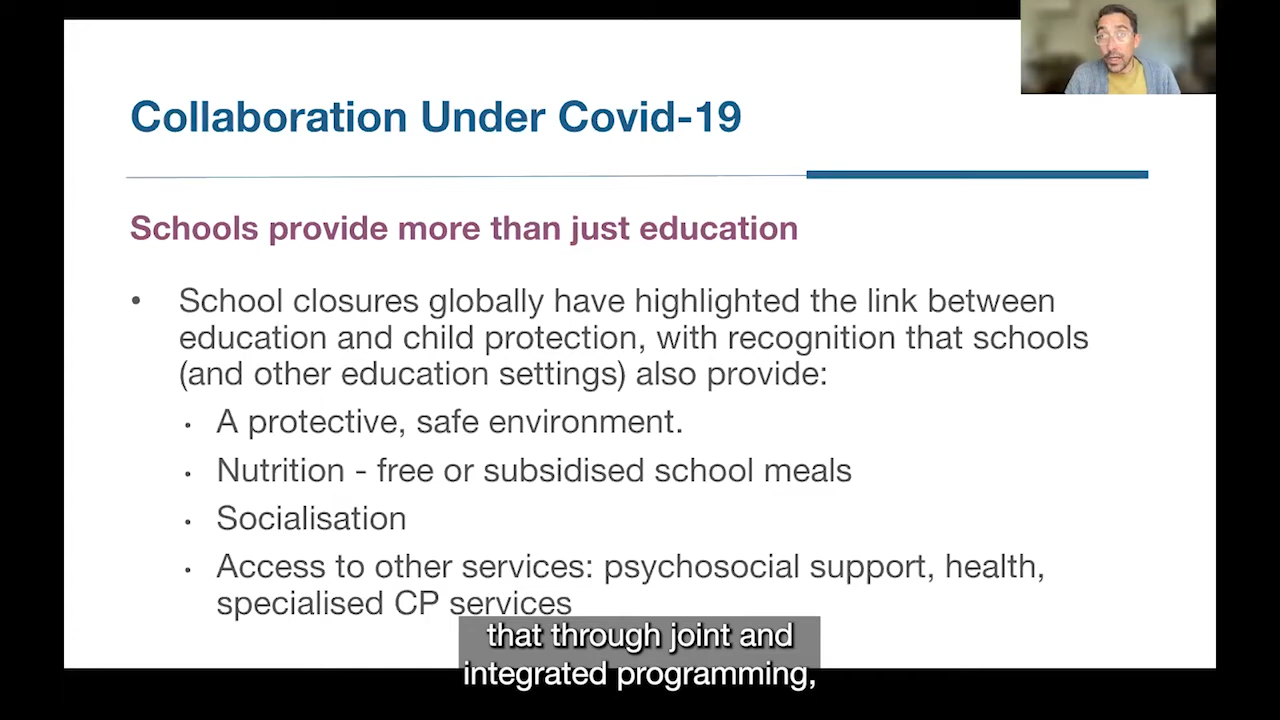 Collaboration Under Covid-19
Schools provide more than just education
• School closures globally have highlighted the link between
education and child protection, with recognition that schools
(and other education settings) also provide:
• A protective, safe environment.
• Nutrition - free or subsidised school meals
• Socialisation
• Access to other services: psychosocial support, health,
specialised CP services
that through joint and
integrated programming,